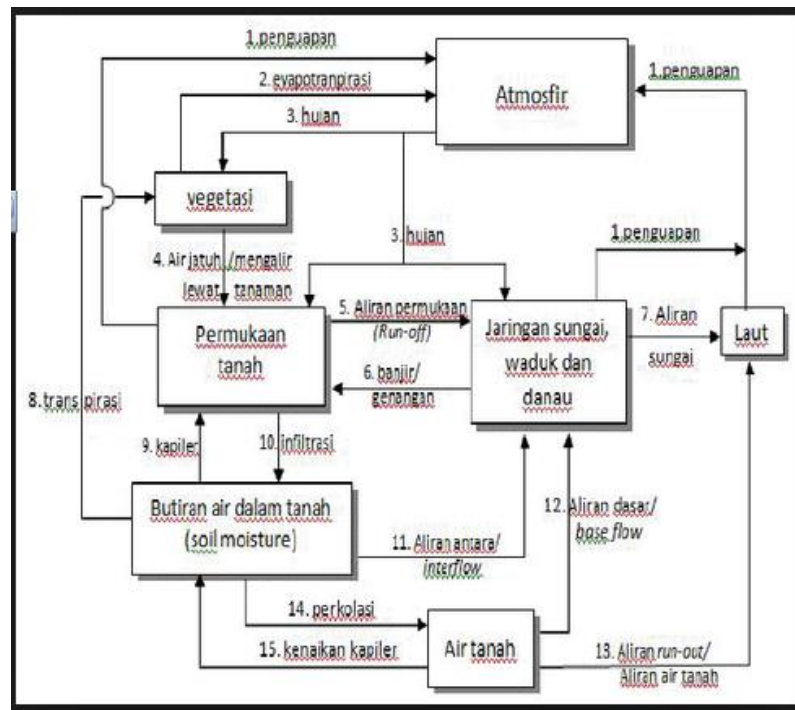 1.penguapan
2. evapotranpirasi
Atmosfir
1.penguapan
3. hujan
vegetasi
3. hujan
1.penguapan
4. Air jatuh /mengalir
lewat tanaman
5. Aliran permukaan
(Run-off)
Permukaan
tanah
Jaringan sungai,
waduk dan
danau
7. Aliran
sungai
Laut
6. banjir/
genangan
8. transpirasi
9. kapiler
10. infiltrasi
Butiran air dalam tanah
(soil moisture)
12. Aliran dasar/
base flow
11. Aliran antara/
interflow
14. perkolasi
15. kenaikan kapiler
Air tanah
13. Aliran run-out/
Aliran air tanah